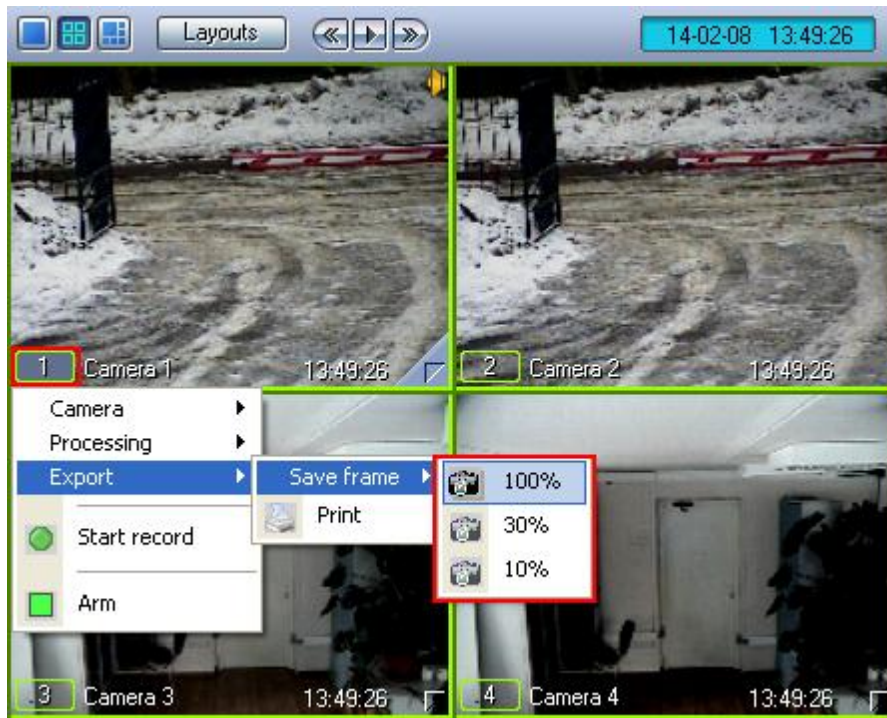 Layouts
14-02-08 13:49:26
1 Camera 1 13:49:26
2 Camera 2 13:49:26
Camera
Processing
Export
Start record
Arm
Save frame
Print
100%
30%
10%
3 Camera 3 13:49:26
4 Camera 4 13:49:26